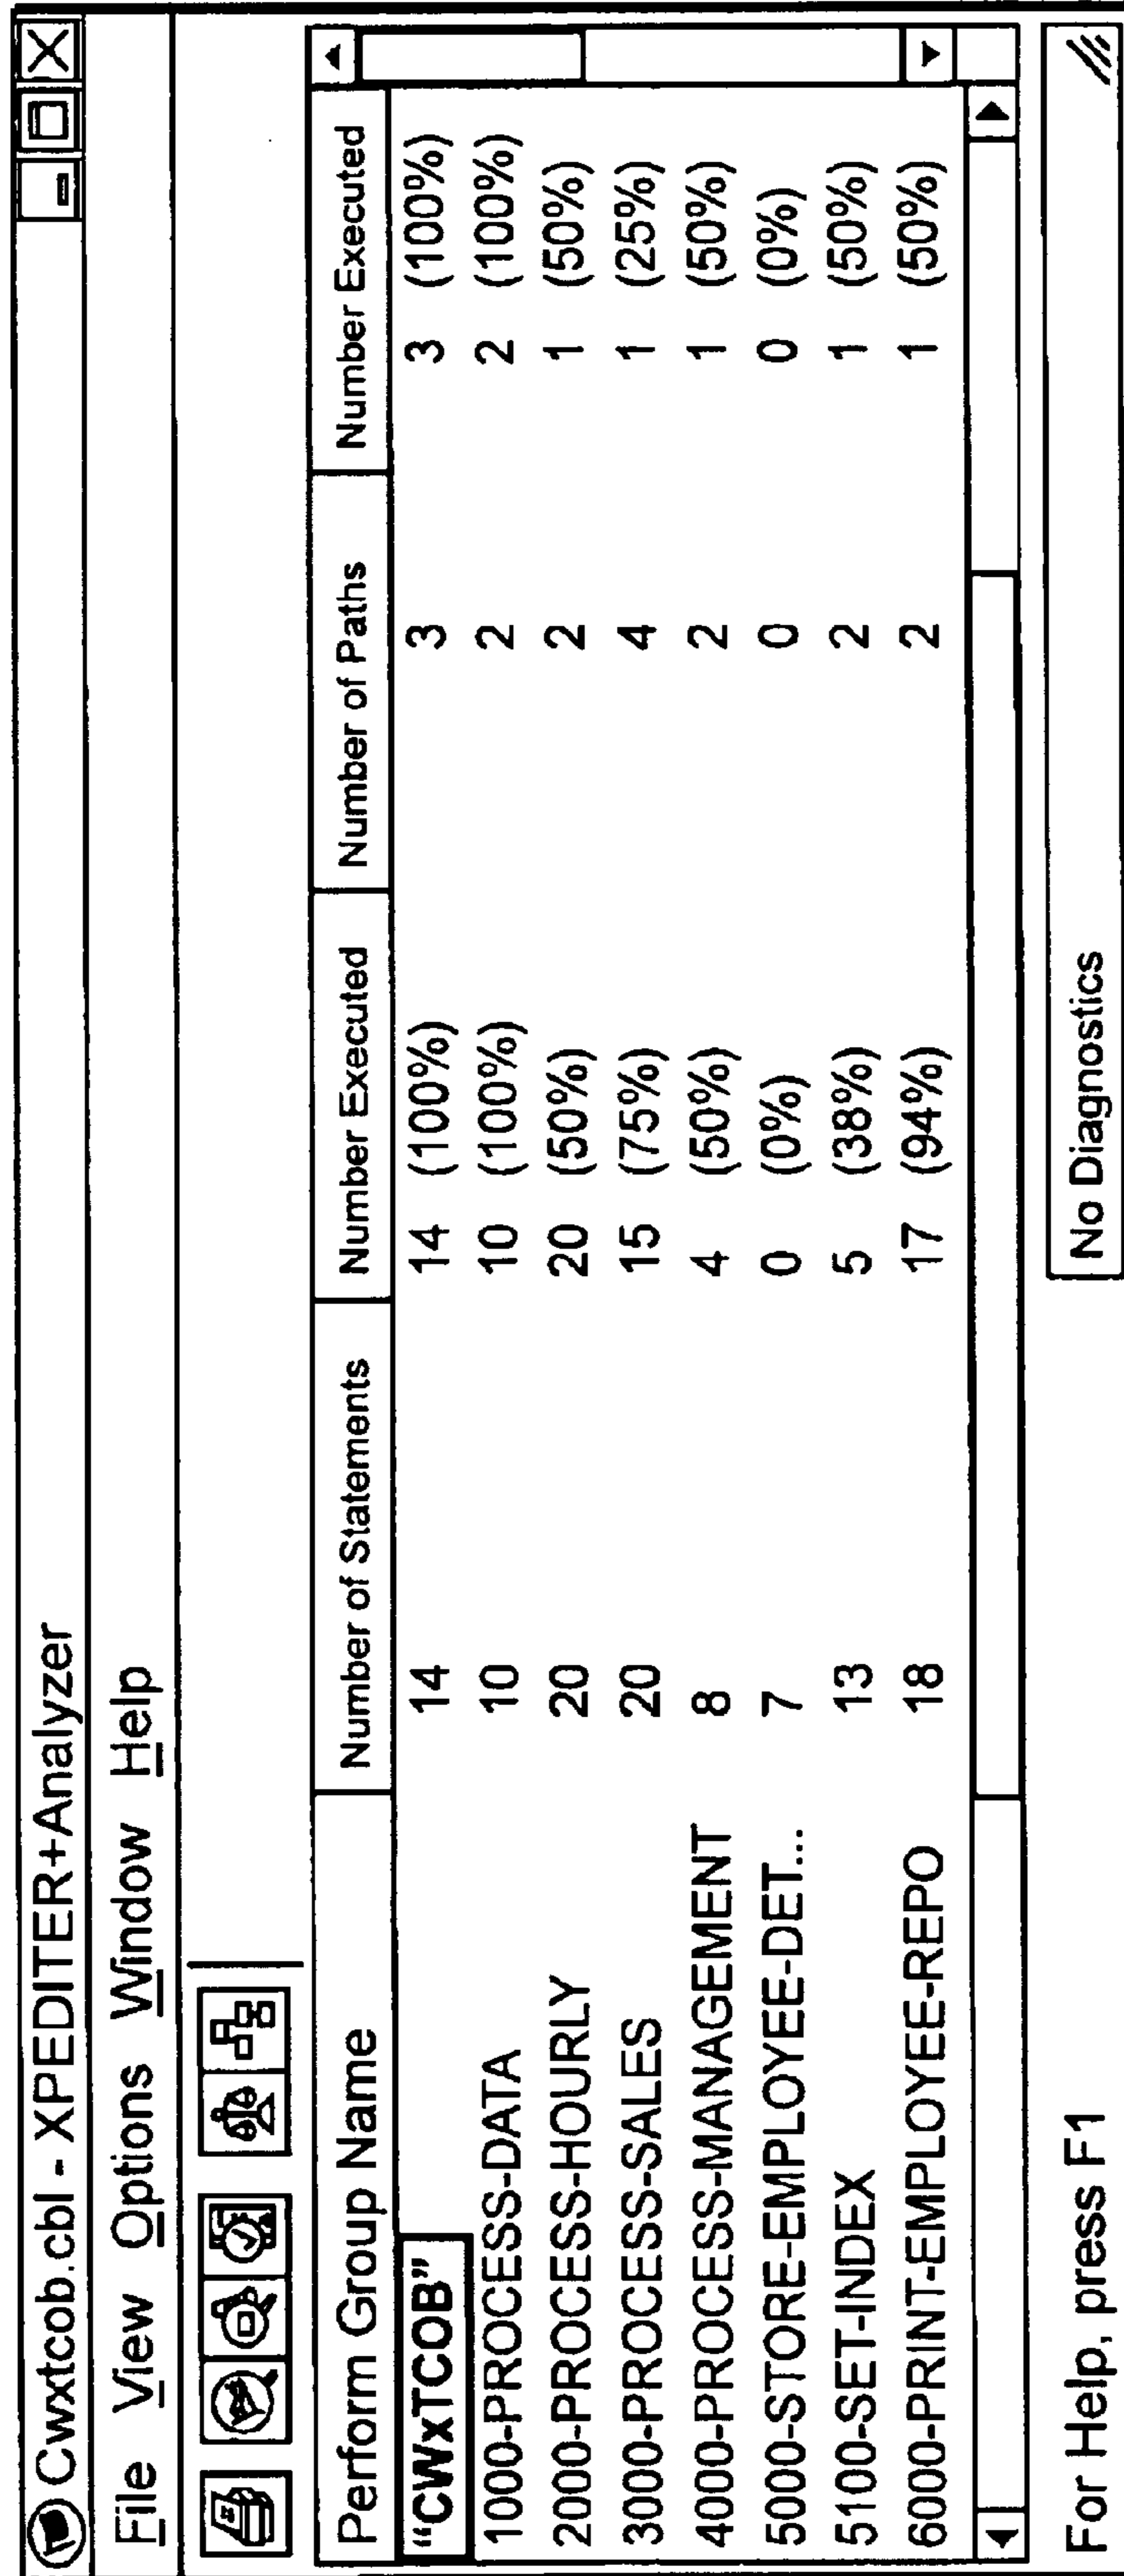 Cwxtcob.cbl - XPEDITER+Analyzer
File View Options Window Help
Perform Group Name Number of Statements Number Executed Number of Paths Number Executed
“CWxTCOB” 14 14 (100%) 3 3 (100%)
1000-PROCESS-DATA 10 10 (100%) 2 2 (100%)
2000-PROCESS-HOURLY 20 20 (50%) 2 1 (50%)
3000-PROCESS-SALES 20 15 (75%) 4 1 (25%)
4000-PROCESS-MANAGEMENT 8 4 (50%) 2 1 (50%)
5000-STORE-EMPLOYEE-DET... 7 0 (0%) 0 0 (0%)
5100-SET-INDEX 13 5 (38%) 2 1 (50%)
6000-PRINT-EMPLOYEE-REPO 18 17 (94%) 2 1 (50%)
For Help, press F1 No Diagnostics